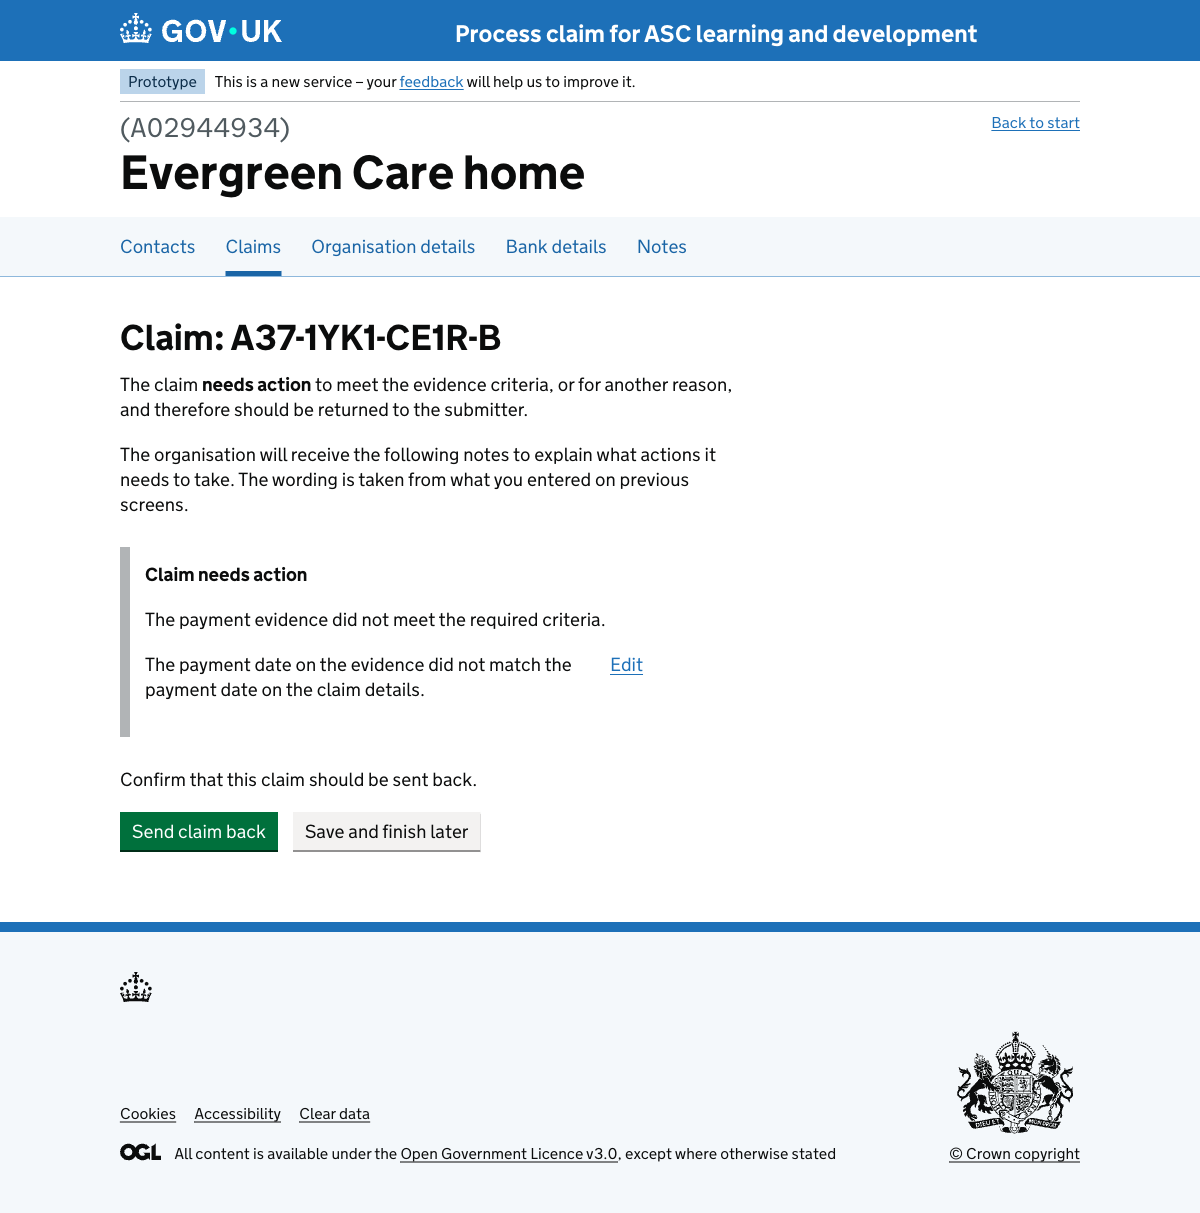 GOV·UK
Process claim for ASC learning and development
Prototype This is a new service – your feedback will help us to improve it.
(A02944934)
Back to start
Evergreen Care home
Contacts Claims Organisation details Bank details Notes
Claim: A37-1YK1-CE1R-B
The claim needs action to meet the evidence criteria, or for another reason,
and therefore should be returned to the submitter.
The organisation will receive the following notes to explain what actions it
needs to take. The wording is taken from what you entered on previous
screens.
Claim needs action
The payment evidence did not meet the required criteria.
The payment date on the evidence did not match the Edit
payment date on the claim details.
Confirm that this claim should be sent back.
Send claim back Save and finish later
Cookies Accessibility Clear data
OGL All content is available under the Open Government Licence v3.0, except where otherwise stated
© Crown copyright